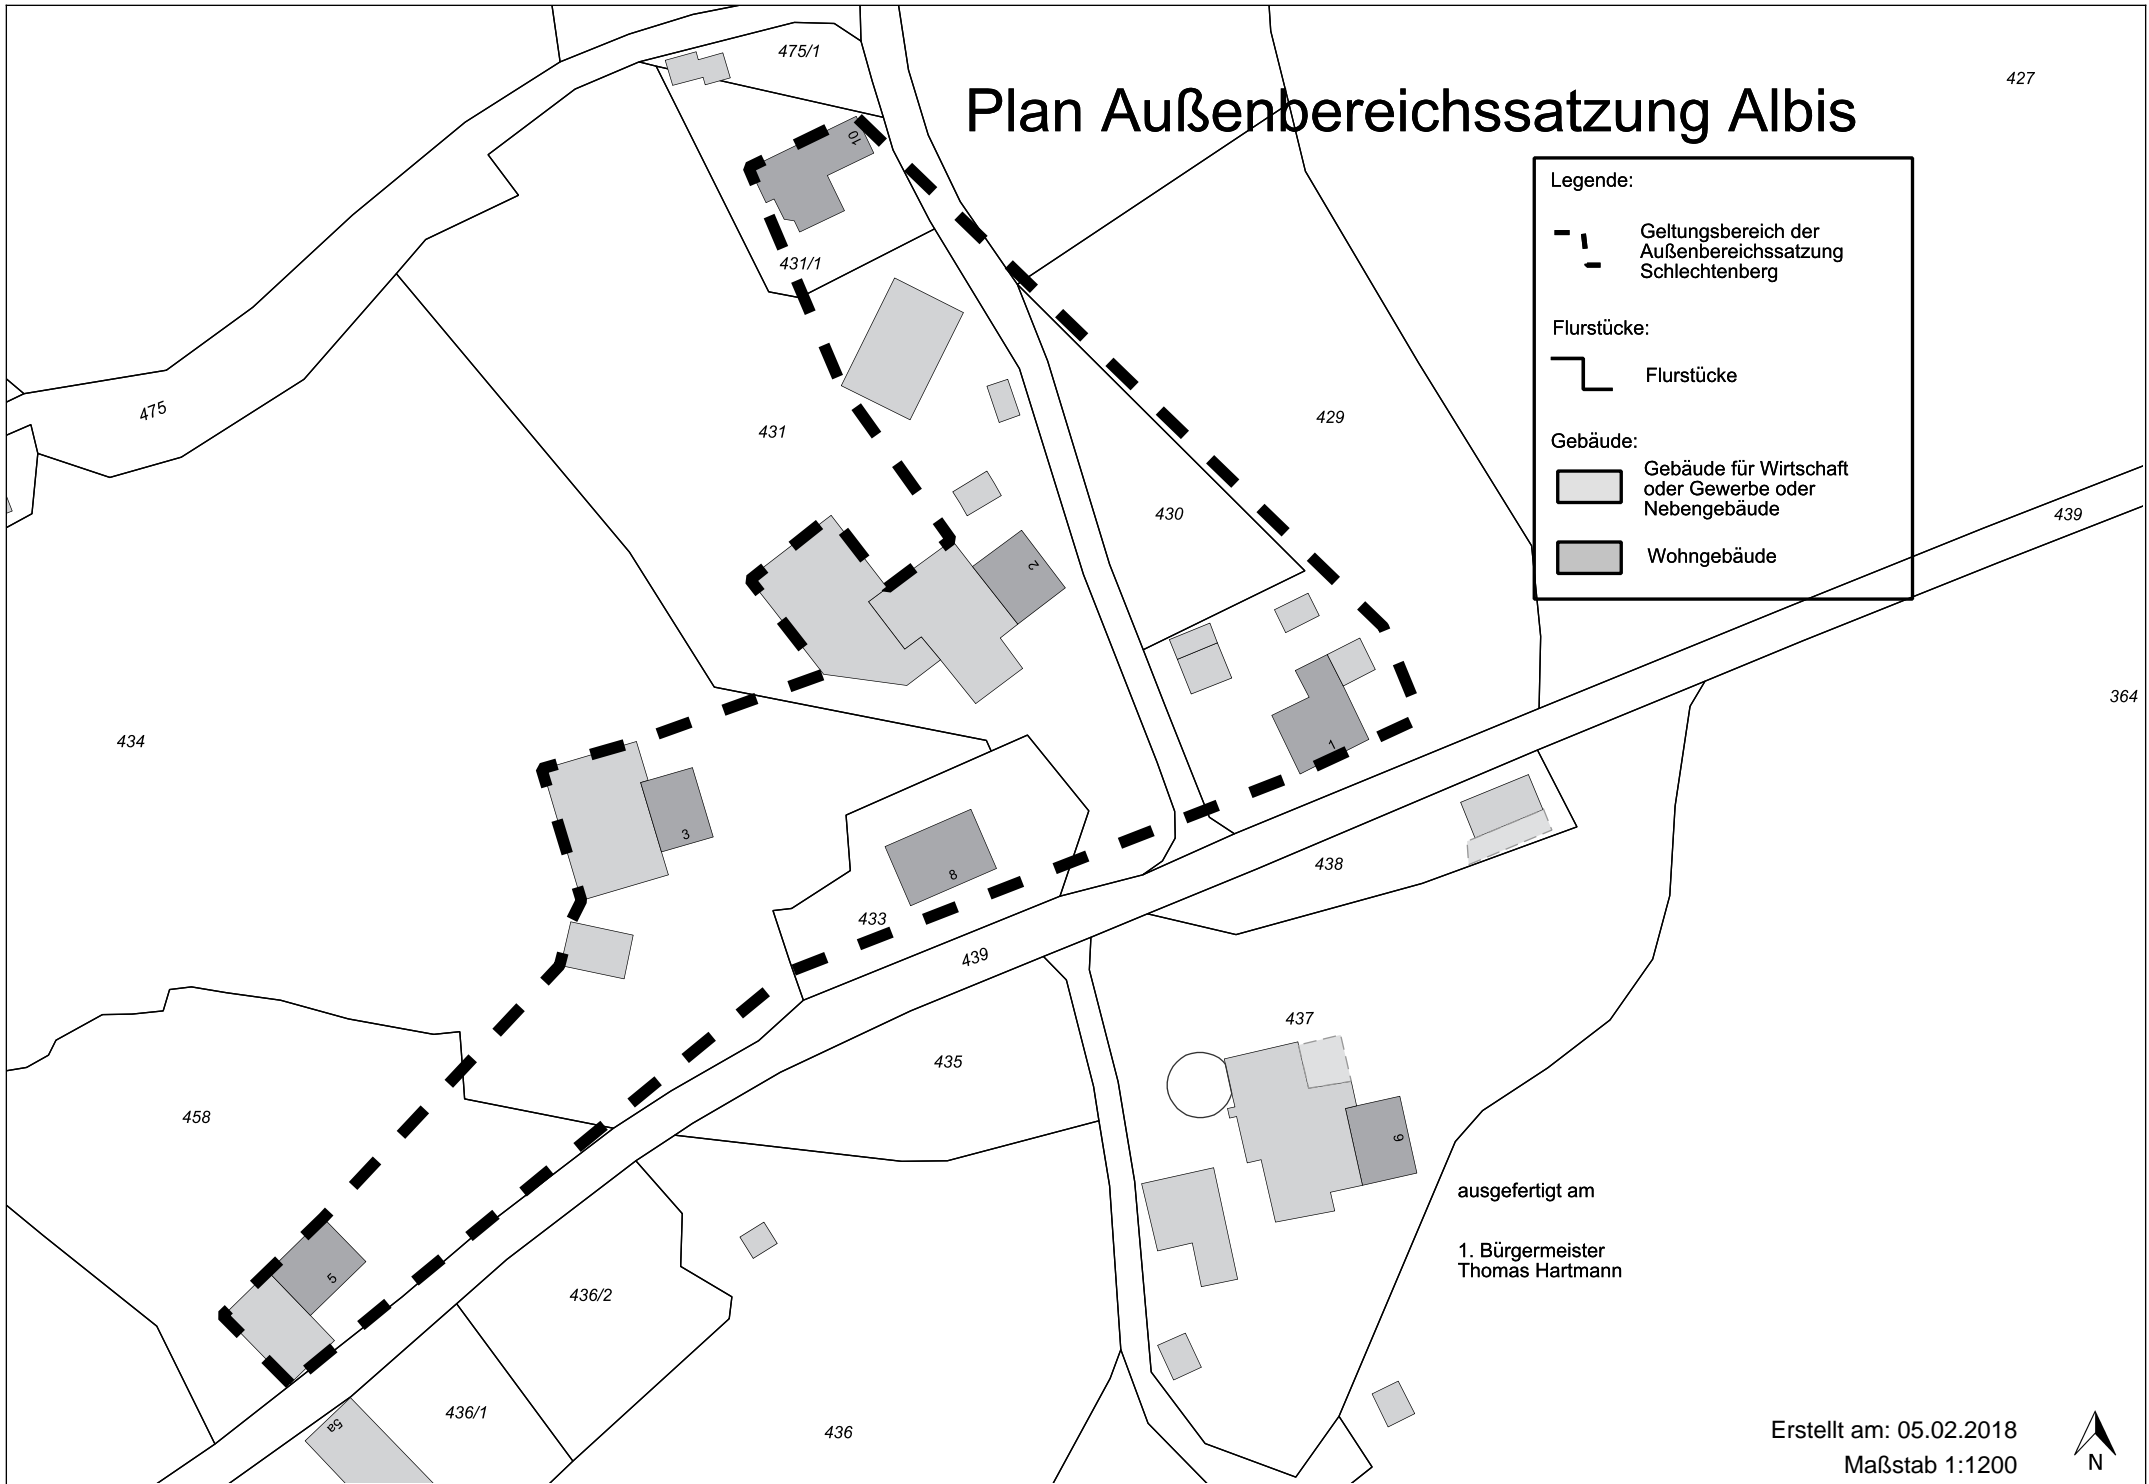 475/1
427
Plan Außenbereichssatzung Albis
10
Legende:
Geltungsbereich der
Außenbereichssatzung
Schlechtenberg
431/1
Flurstücke:
Flurstücke
475
431
429
Gebäude:
Gebäude für Wirtschaft
oder Gewerbe oder
Nebengebäude
430
439
Wohngebäude
2
364
434
1
3
8
438
433
439
437
435
458
6
ausgefertigt am
1. Bürgermeister
Thomas Hartmann
5
436/2
436/1
5a
436
Erstellt am: 05.02.2018
Maßstab 1:1200
N